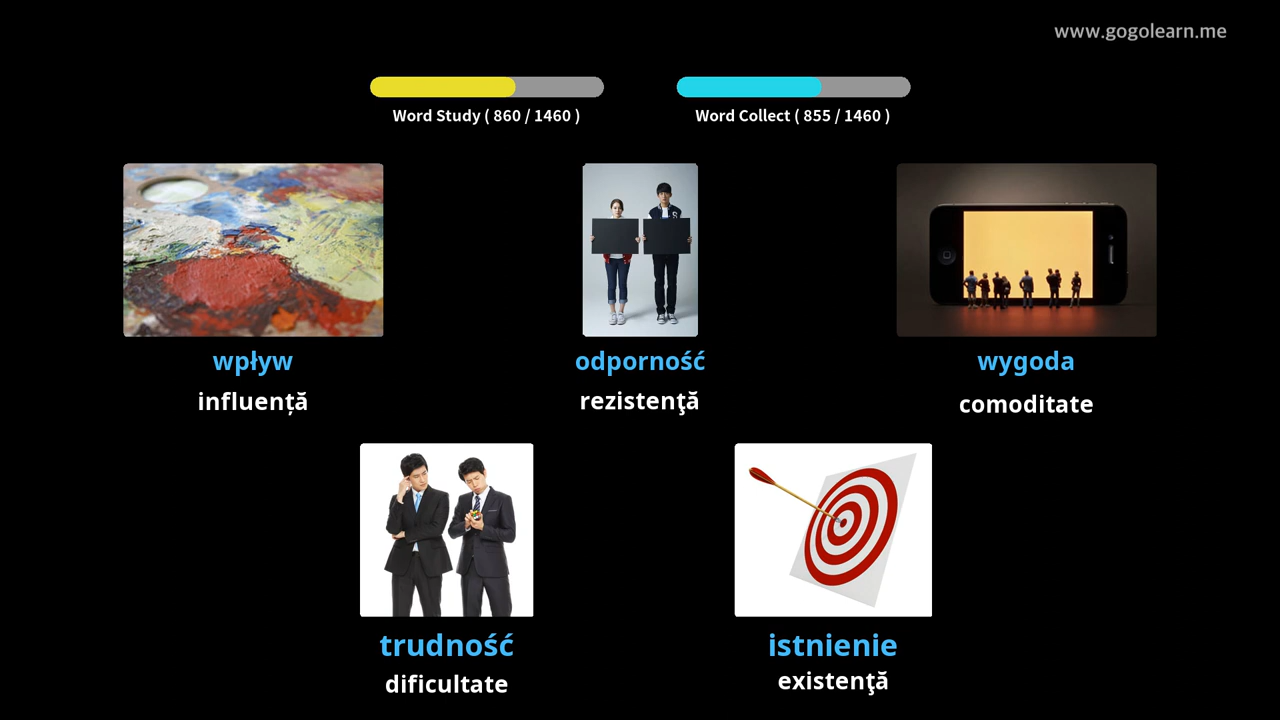 www.gogolearn.me
Word Study ( 860 / 1460 )
Word Collect ( 855 / 1460 )
wpływ
odporność
wygoda
influență
rezistenţă
comoditate
trudność
istnienie
dificultate
existenţă